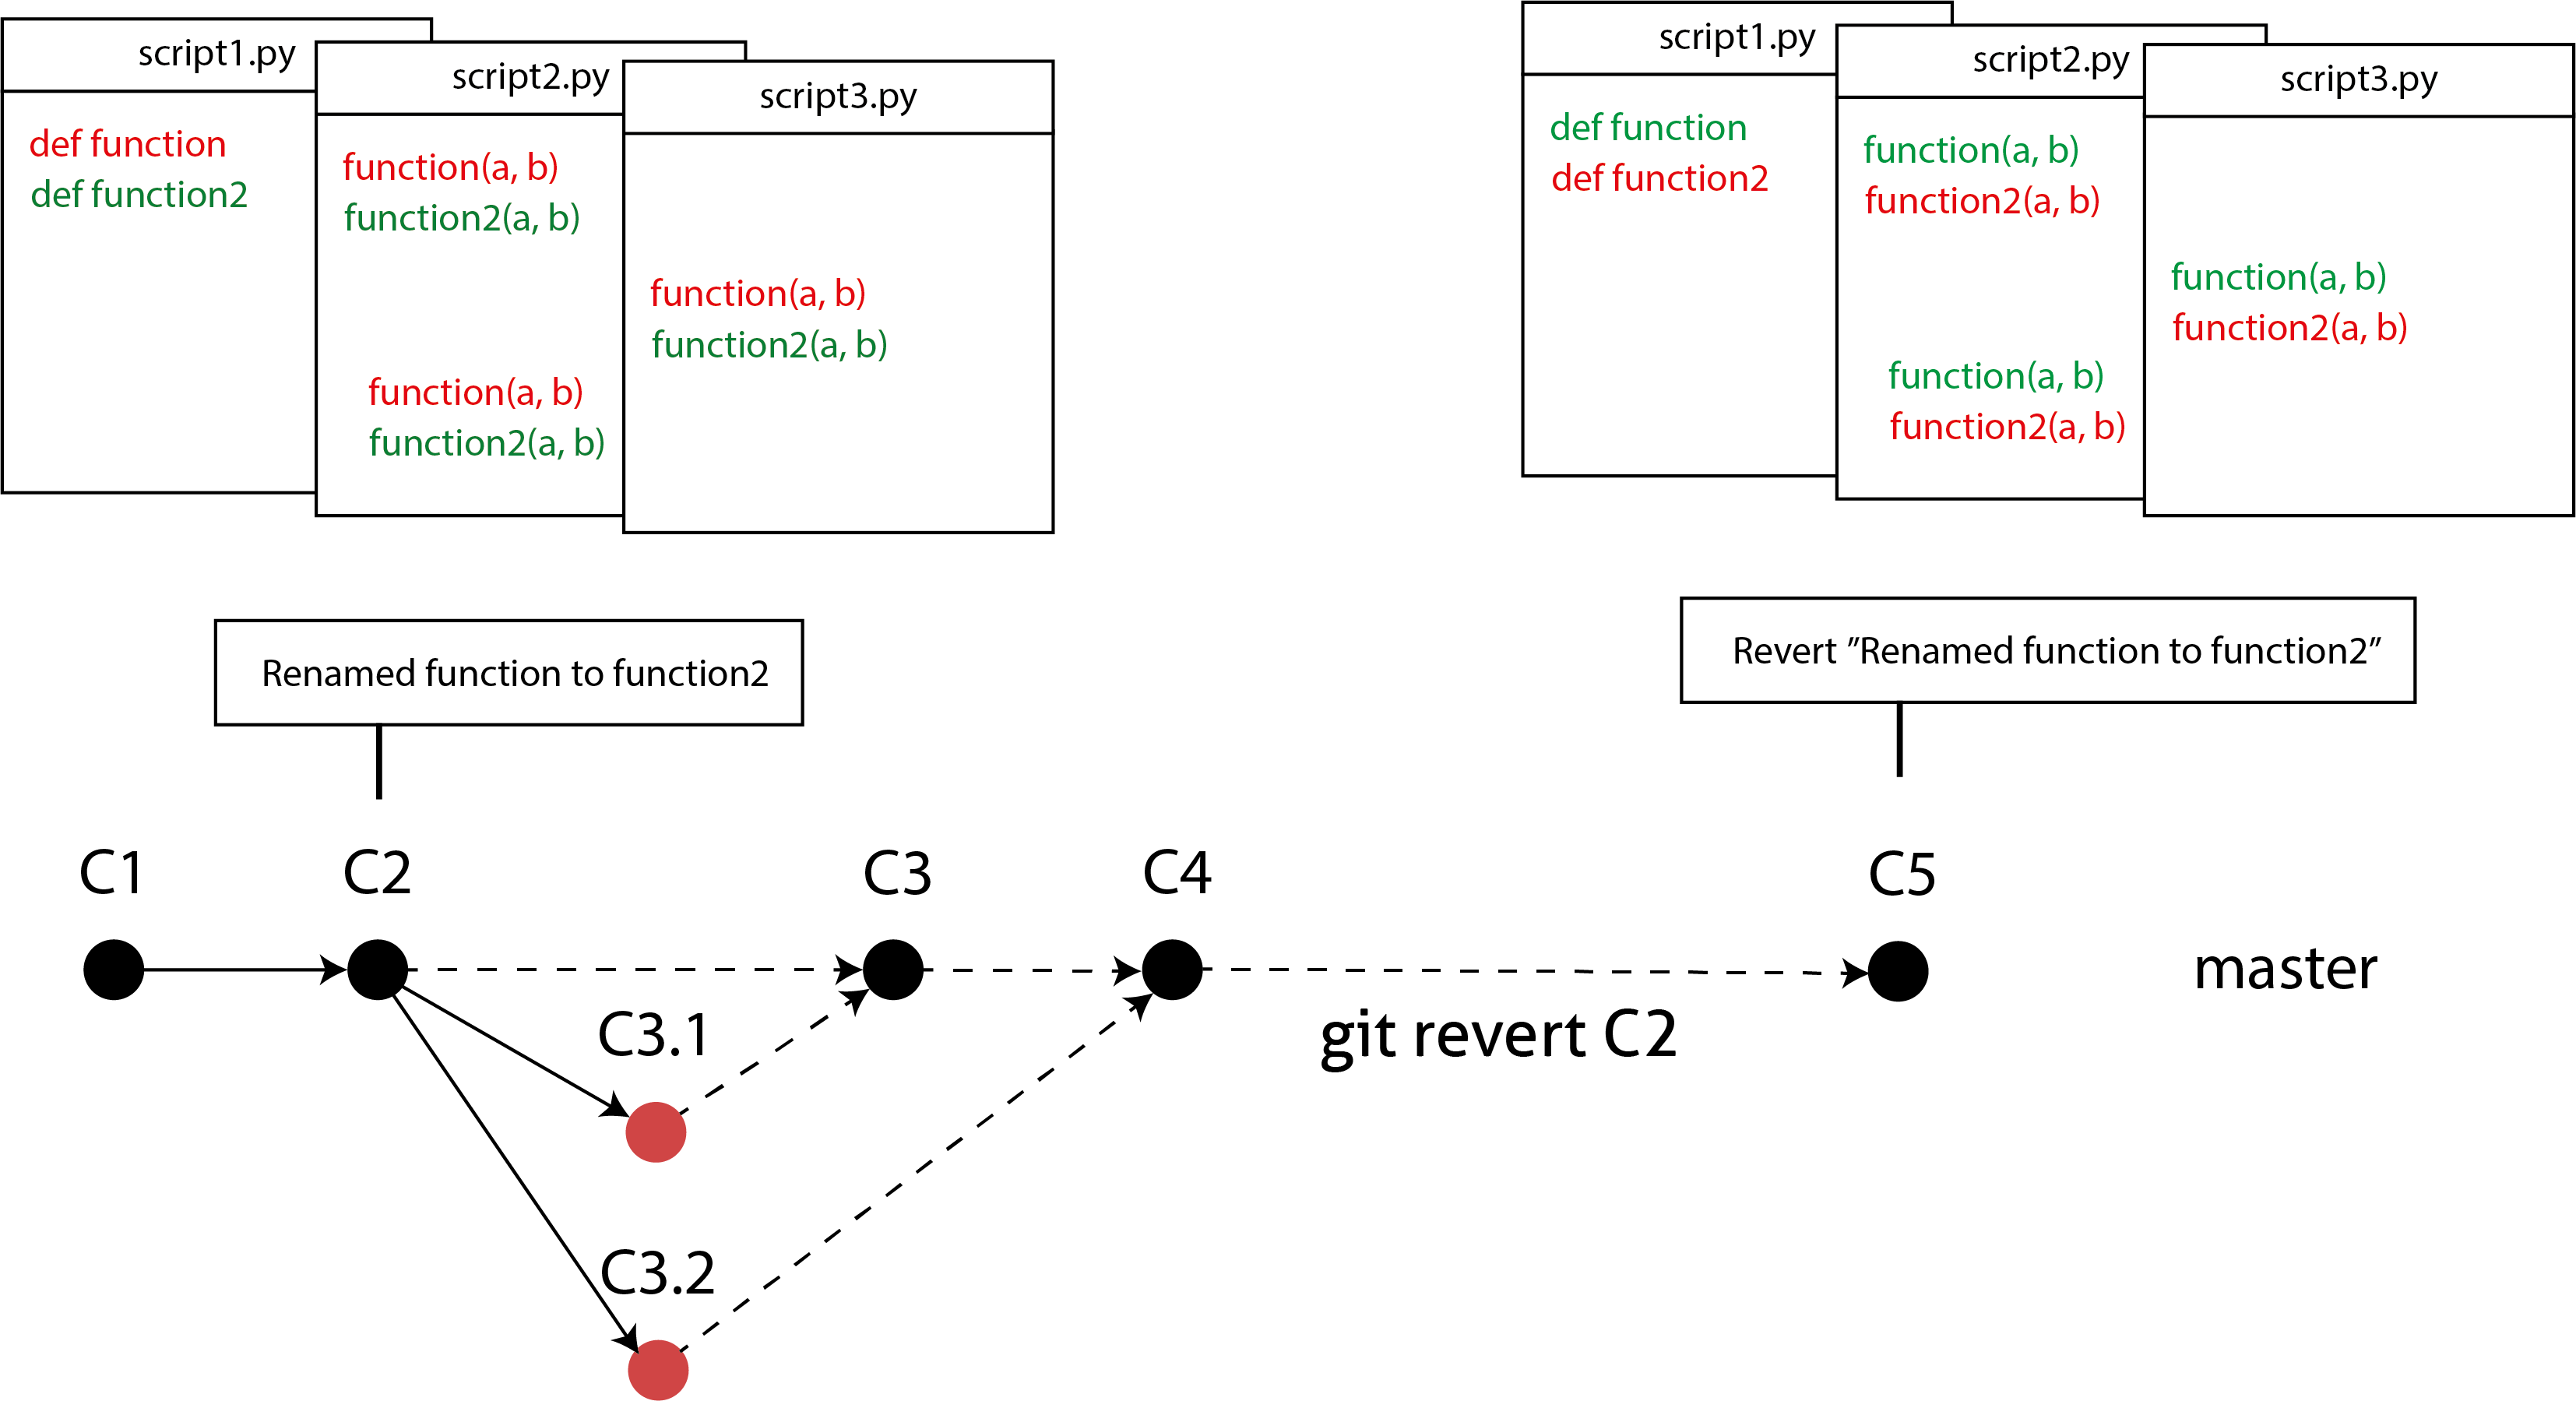 script1.py
def function
def function2
script2.py
function(a, b)
function2(a, b)
function(a, b)
function2(a, b)
script3.py
function(a, b)
function2(a, b)
script1.py
def function
def function2
script2.py
function(a, b)
function2(a, b)
function(a, b)
function2(a, b)
script3.py
function(a, b)
function2(a, b)
Renamed function to function2
Revert ”Renamed function to function2”
C1
C2
C3
C4
C5
master
C3.1
git revert C2
C3.2